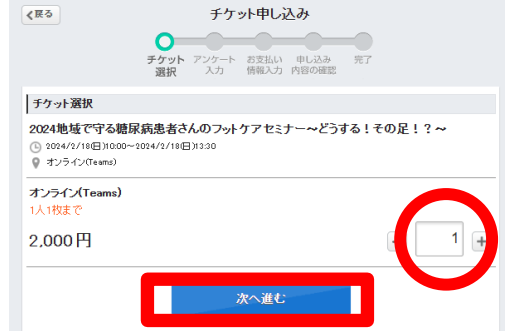 戻る
チケット申し込み
チケット選択
アンケート入力
お支払い情報入力
申し込み内容の確認
完了
チケット選択
2024地域で守る糖尿病患者さんのフットケアセミナー～どうする！その足！？～
2024/2/18(日)10:00～2024/2/18(日)13:30
オンライン(Teams)
オンライン(Teams)
1人1枚まで
2,000円
1 +
次へ進む